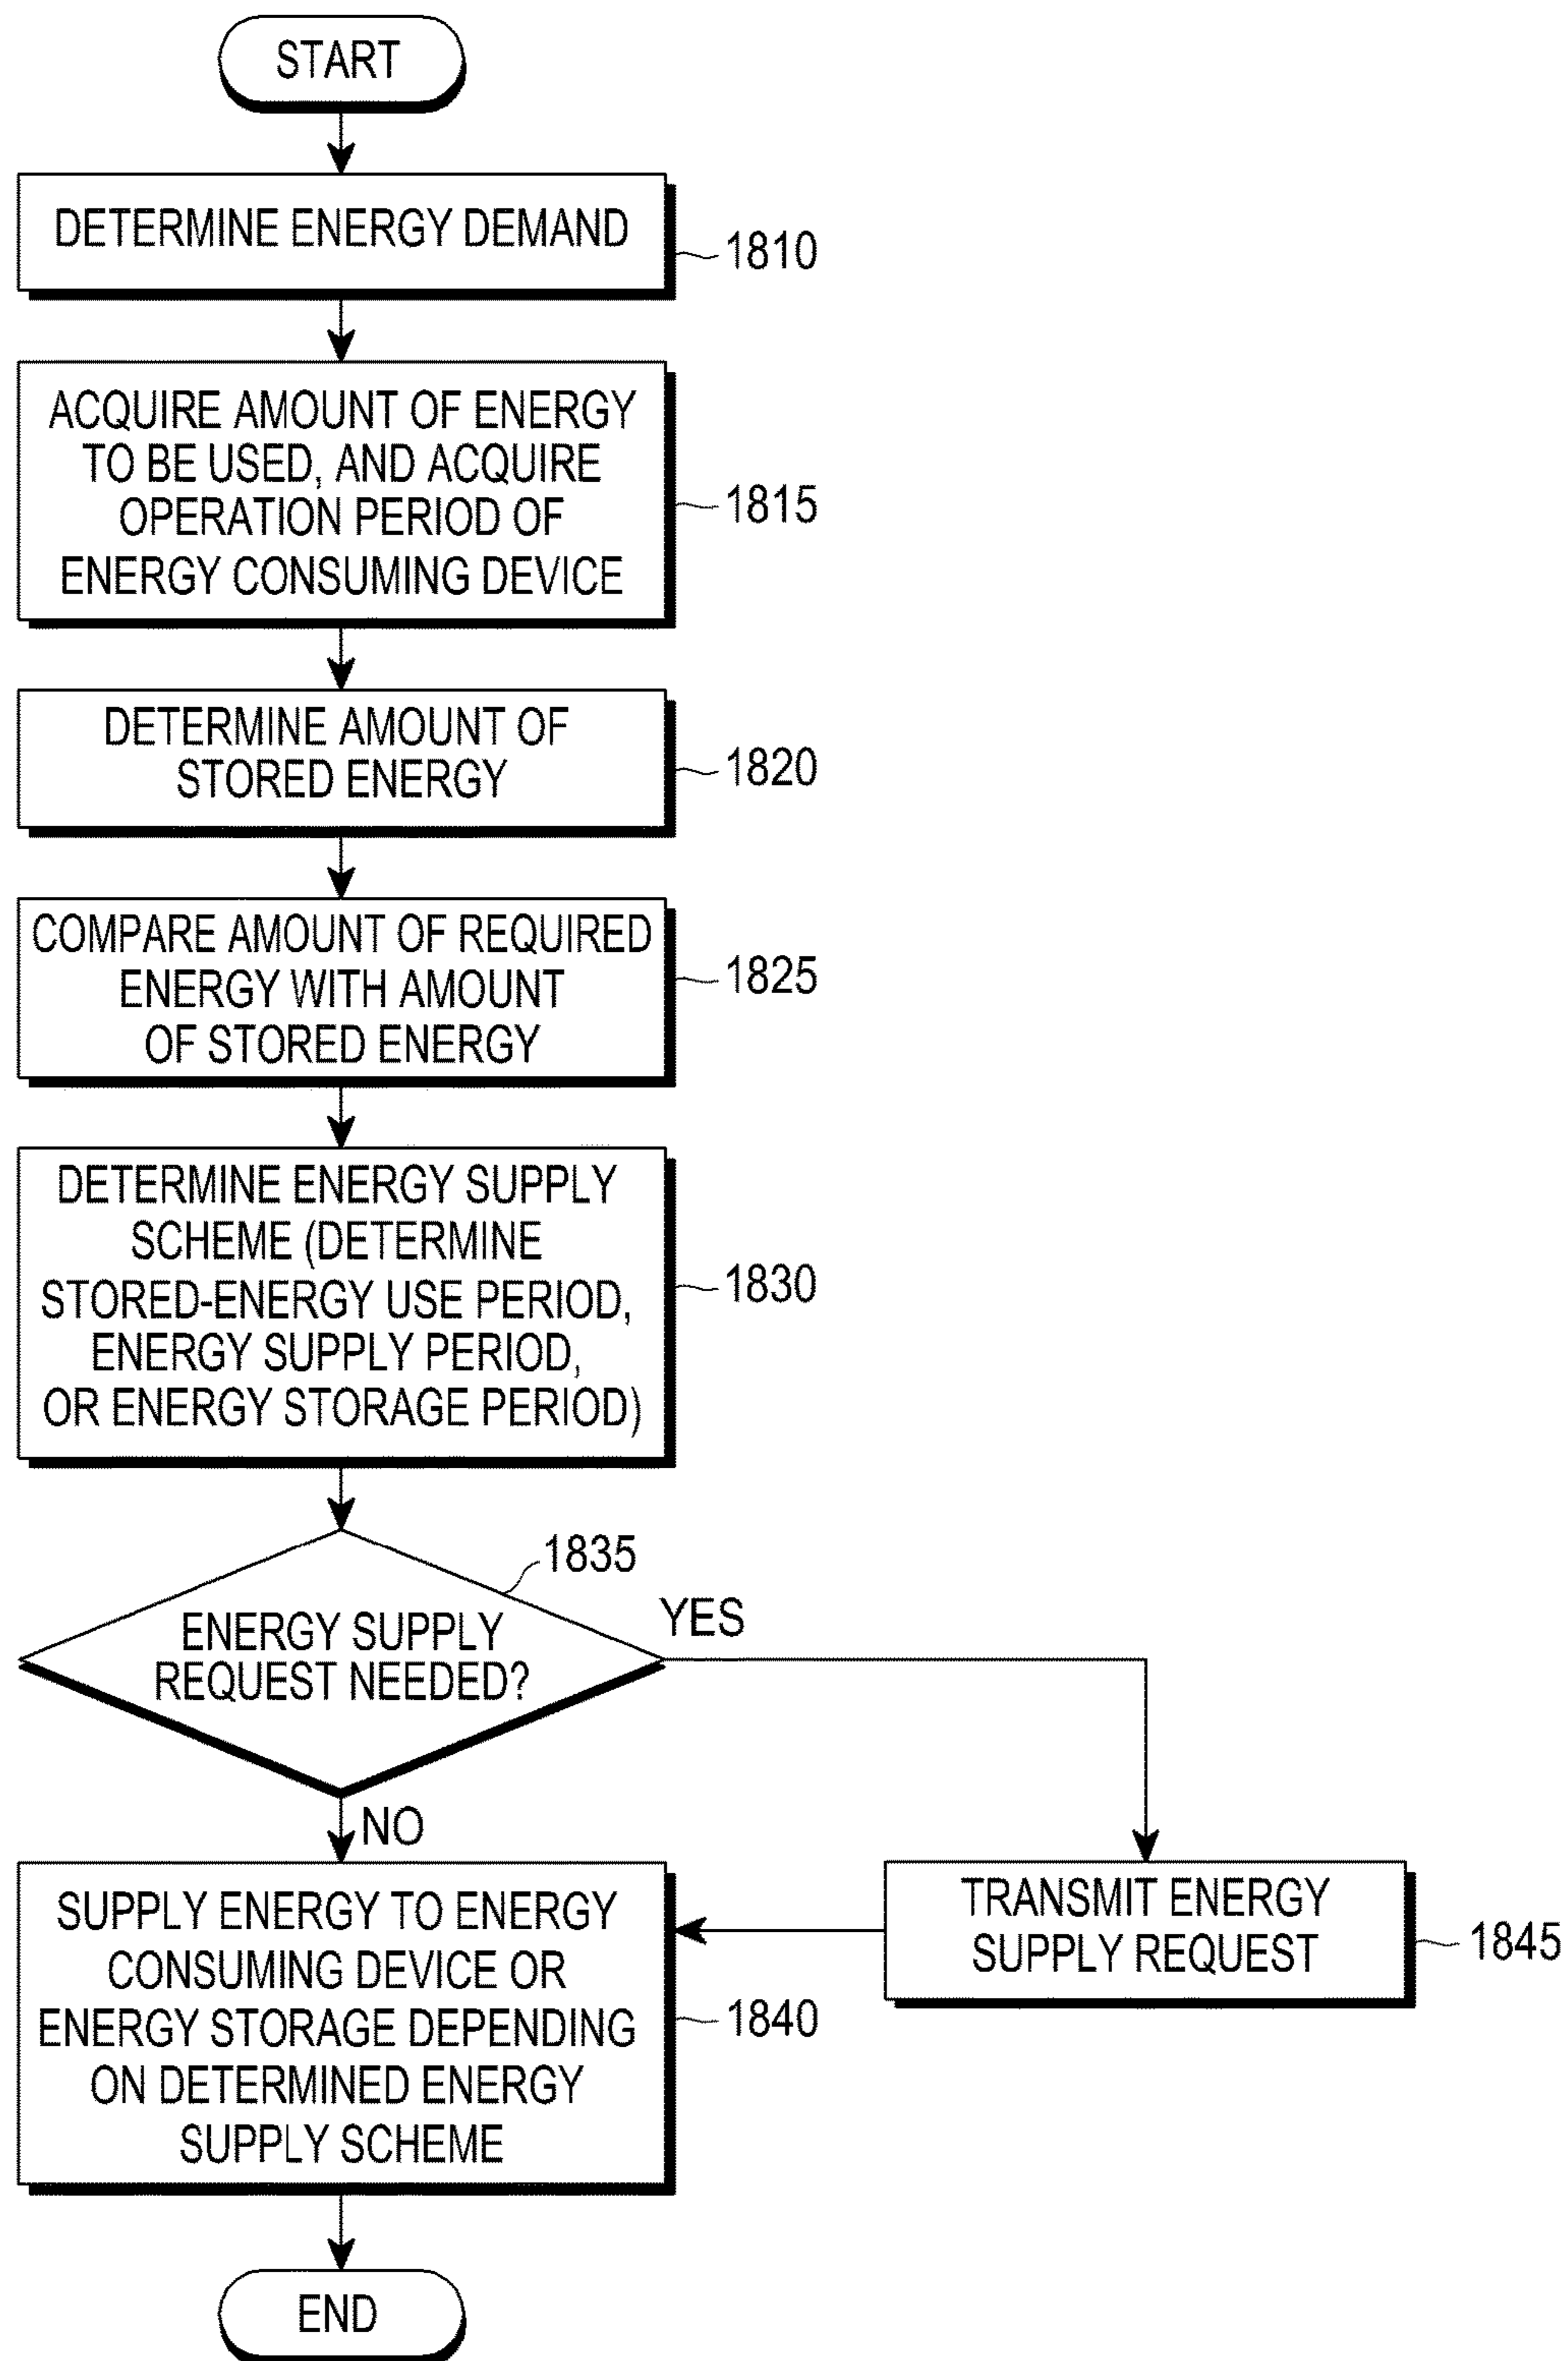 START
DETERMINE ENERGY DEMAND
1810
ACQUIRE AMOUNT OF ENERGY
TO BE USED, AND ACQUIRE
OPERATION PERIOD OF
ENERGY CONSUMING DEVICE
1815
DETERMINE AMOUNT OF
STORED ENERGY
1820
COMPARE AMOUNT OF REQUIRED
ENERGY WITH AMOUNT
OF STORED ENERGY
1825
DETERMINE ENERGY SUPPLY
SCHEME (DETERMINE
STORED-ENERGY USE PERIOD,
ENERGY SUPPLY PERIOD,
OR ENERGY STORAGE PERIOD)
1830
1835
ENERGY SUPPLY
REQUEST NEEDED?
YES
NO
SUPPLY ENERGY TO ENERGY
CONSUMING DEVICE OR
ENERGY STORAGE DEPENDING
ON DETERMINED ENERGY
SUPPLY SCHEME
1840
TRANSMIT ENERGY
SUPPLY REQUEST
1845
END